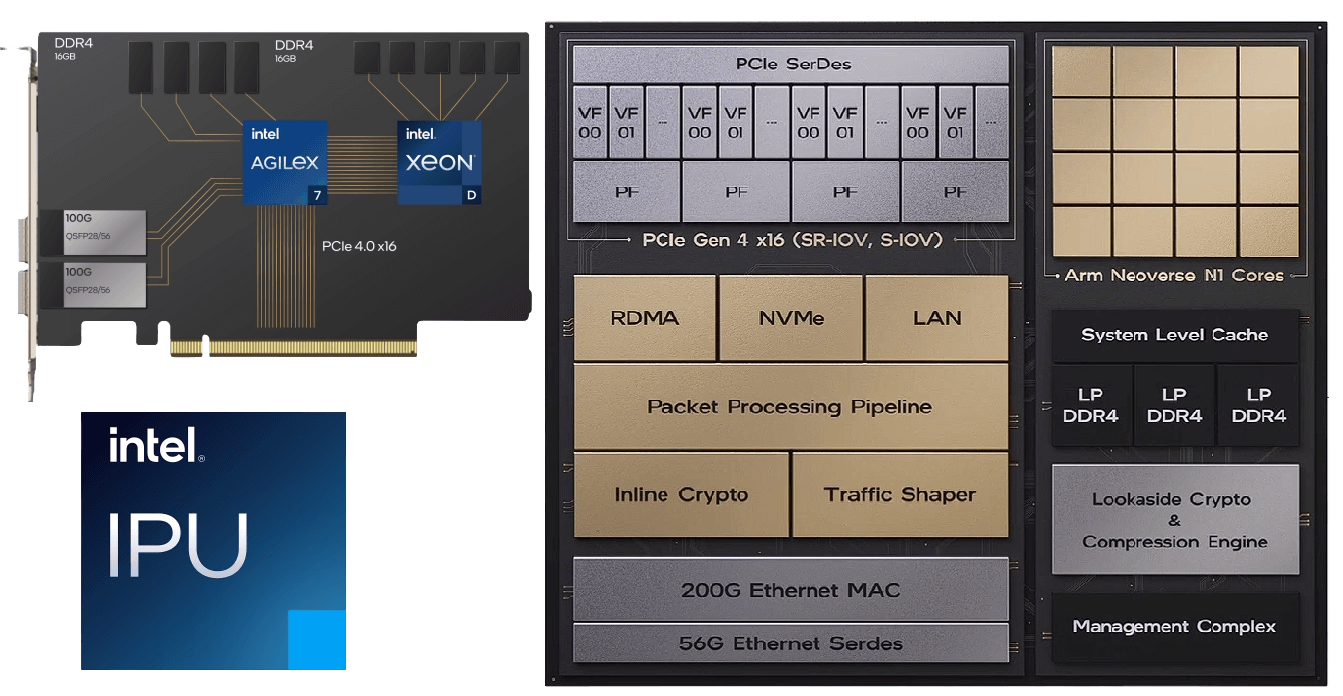 DDR4
16GB
DDR4
16GB
intel
AGILEX
7
intel.
xeon
D
100G
QSFP28/56
100G
QSFP28/56
PCIe 4.0 x16
intel®
IPU
PCIe SerDes
VF 00
VF 01
...
VF 00
VF 01
...
VF 00
VF 01
...
VF 00
VF 01
...
PF
PF
PF
PF
PCIe Gen 4 x16 (SR-IOV, S-IOV)
RDMA
NVMe
LAN
Packet Processing Pipeline
Inline Crypto
Traffic Shaper
200G Ethernet MAC
56G Ethernet Serdes
Arm Neoverse N1 Cores
System Level Cache
LP
DDR4
LP
DDR4
LP
DDR4
Lookaside Crypto
&
Compression Engine
Management Complex